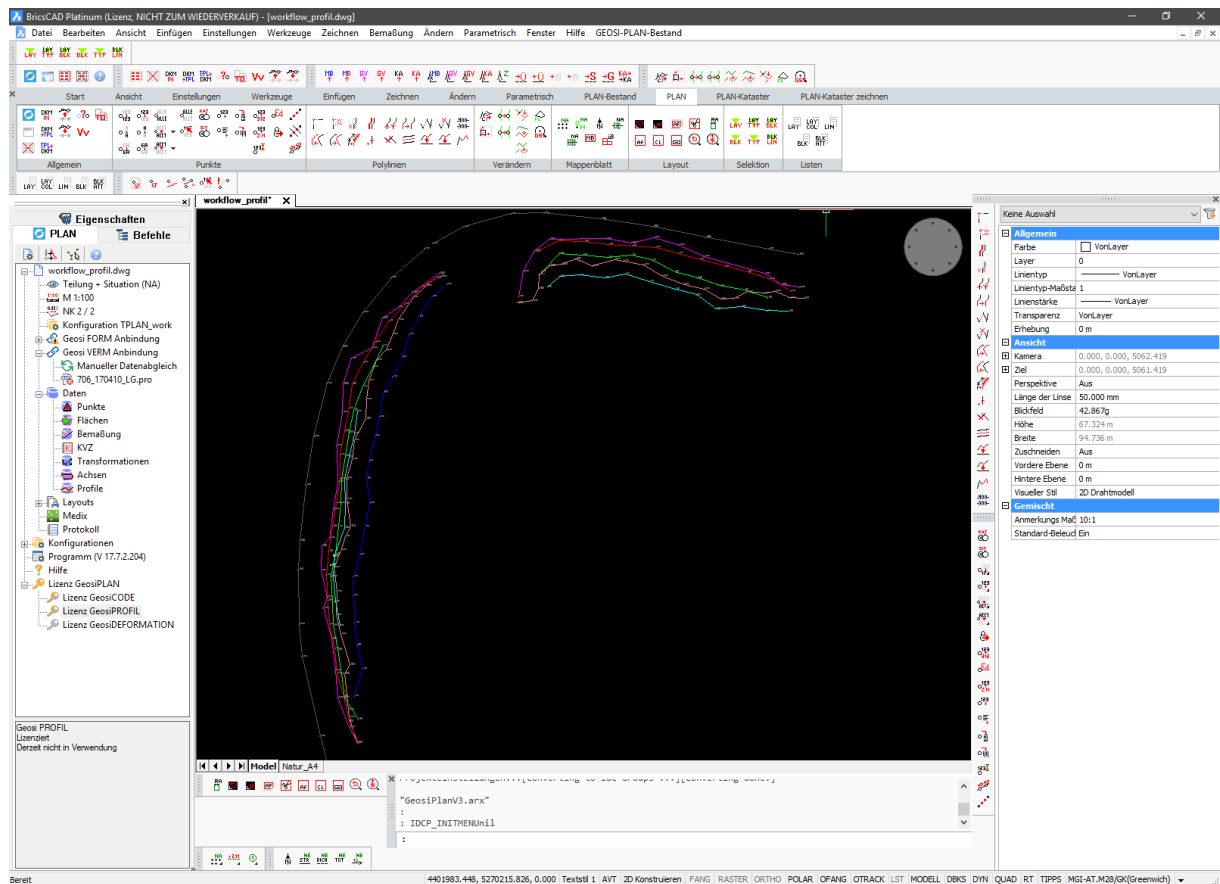 BricsCAD Platinum (Lizenz, NICHT ZUM WIEDERVERKAUF) - [workflow_profil.dwg]
Datei Bearbeiten Ansicht Einfügen Einstellungen Werkzeuge Zeichnen Bemaßung Ändern Parametrisch Fenster Hilfe GEOSI-PLAN-Bestand
Start Ansicht Einstellungen Werkzeuge Einfügen Zeichnen Ändern Parametrisch PLAN-Bestand PLAN PLAN-Kataster PLAN-Kataster zeichnen
Allgemein Punkte Polylinien Verändern Mappenblatt Layout Selektion Listen
workflow_profil*
Eigenschaften
PLAN Befehle
workflow_profil.dwg
Teilung + Situation (NA)
M 1:100
NK 2 / 2
Konfiguration TPLAN_work
Geosi FORM Anbindung
Geosi VERM Anbindung
Manueller Datenabgleich
706_170410_LG.pro
Daten
Punkte
Flächen
Bemaßung
KVZ
Transformationen
Achsen
Profile
Layouts
Medix
Protokoll
Konfigurationen
Programm (V 17.7.2.204)
Hilfe
Lizenz GeosiPLAN
Lizenz GeosiCODE
Lizenz GeosiPROFIL
Lizenz GeosiDEFORMATION
Geosi PROFIL
Lizenziert
Derzeit nicht in Verwendung
Model Natur_A4
"GeosiPlanV3.arx"
:
: IDCP_INITMENUnil
:
Keine Auswahl
Allgemein
Farbe VonLayer
Layer 0
Linientyp VonLayer
Linientyp-Maßsta 1
Linienstärke VonLayer
Transparenz VonLayer
Erhebung 0 m
Ansicht
Kamera 0.000, 0.000, 5062.419
Ziel 0.000, 0.000, 5061.419
Perspektive Aus
Länge der Linse 50.000 mm
Blickfeld 42.867g
Höhe 67.324 m
Breite 94.736 m
Zuschneiden Aus
Vordere Ebene 0 m
Hintere Ebene 0 m
Visueller Stil 2D Drahtmodell
Gemischt
Anmerkungs Maß 10:1
Standard-Beleucl Ein
Bereit
4401983.448, 5270215.826, 0.000 Textstil 1 AVT 2D Konstruieren FANG RASTER ORTHO POLAR OFANG OTRACK LST MODELL DBKS DYN QUAD RT TIPPS MGI-AT.M28/GK(Greenwich)